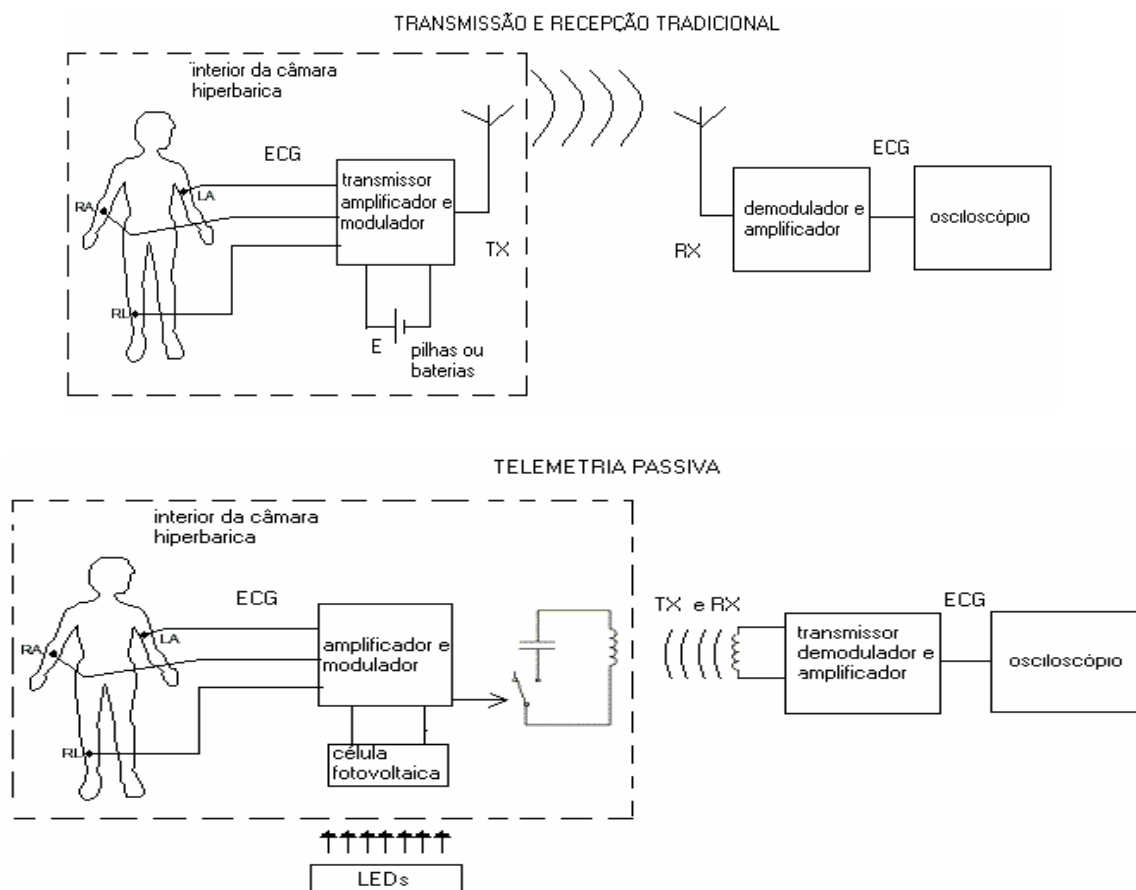 TRANSMISSÃO E RECEPÇÃO TRADICIONAL
interior da câmara
hiperbarica
ECG
RA
LA
RL
transmissor
amplificador e
modulador
TX
E
pilhas ou
baterias
RX
demodulador e
amplificador
ECG
osciloscópio
TELEMETRIA PASSIVA
interior da câmara
hiperbarica
ECG
RA
LA
RL
amplificador e
modulador
célula
fotovoltaica
LEDs
TX e RX
transmissor
demodulador e
amplificador
ECG
osciloscópio